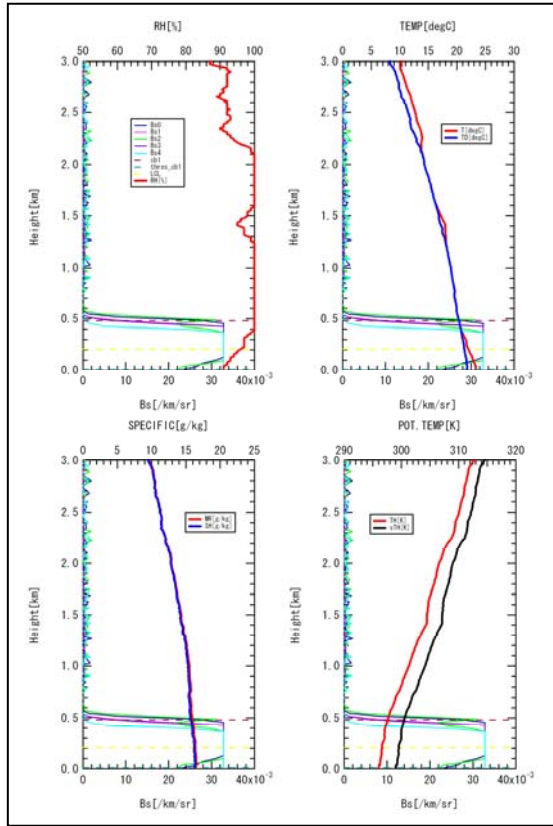 RH[%]
50 60 70 80 90 100
3.0
2.5
2.0
1.5
1.0
0.5
0.0
Height[km]
Bs0
Bs1
Bs2
Bs3
Bs4
cb1
thres_cb1
LCL
RH[%]
0 10 20 30 40x10⁻³
Bs[/km/sr]
TEMP[degC]
0 5 10 15 20 25 30
3.0
2.5
2.0
1.5
1.0
0.5
0.0
Height[km]
T[degC]
TD[degC]
0 10 20 30 40x10⁻³
Bs[/km/sr]
SPECIFIC[g/kg]
0 5 10 15 20 25
3.0
2.5
2.0
1.5
1.0
0.5
0.0
Height[km]
MR[g/kg]
SH[g/kg]
0 10 20 30 40x10⁻³
Bs[/km/sr]
POT.TEMP[K]
290 300 310 320
3.0
2.5
2.0
1.5
1.0
0.5
0.0
Height[km]
TH[K]
vTH[K]
0 10 20 30 40x10⁻³
Bs[/km/sr]